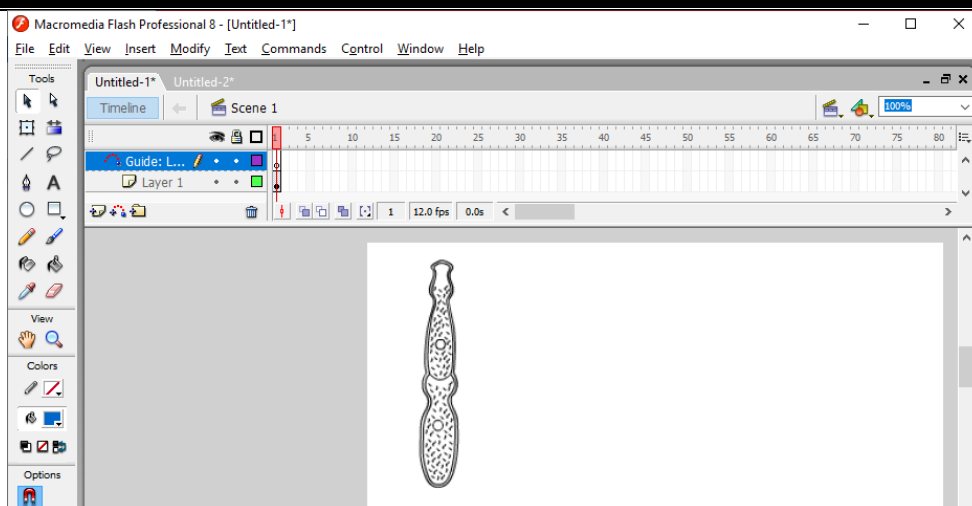 Macromedia Flash Professional 8 - [Untitled-1*]
File Edit View Insert Modify Text Commands Control Window Help
Tools
Untitled-1* Untitled-2*
Timeline Scene 1 100%
1 5 10 15 20 25 30 35 40 45 50 55 60 65 70 75 80
Guide: L...
Layer 1
A
1 12.0 fps 0.0s
View
Colors
Options